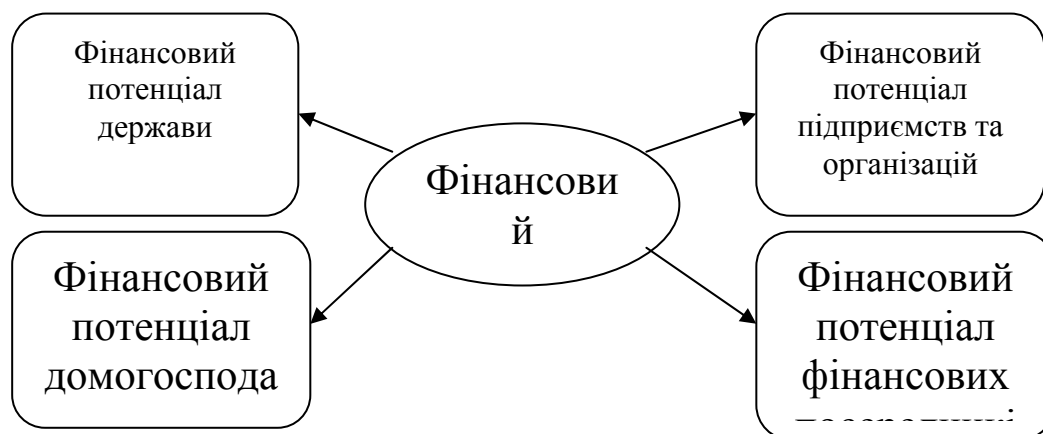 Фінансовий
потенціал
держави
Фінансовий
потенціал
підприємств та
організацій
Фінансови
й
Фінансовий
потенціал
домогоспода
Фінансовий
потенціал
фінансових